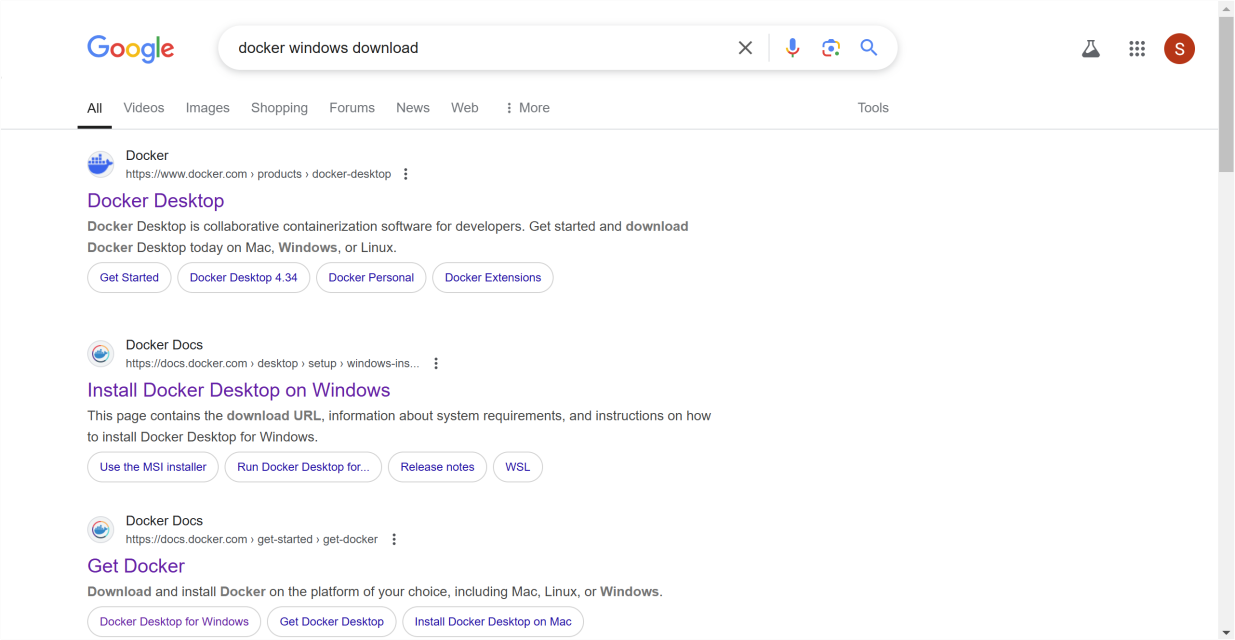 Google
docker windows download
S
All Videos Images Shopping Forums News Web More Tools
Docker
https://www.docker.com › products › docker-desktop
Docker Desktop
Docker Desktop is collaborative containerization software for developers. Get started and download
Docker Desktop today on Mac, Windows, or Linux.
Get Started Docker Desktop 4.34 Docker Personal Docker Extensions
Docker Docs
https://docs.docker.com › desktop › setup › windows-ins...
Install Docker Desktop on Windows
This page contains the download URL, information about system requirements, and instructions on how
to install Docker Desktop for Windows.
Use the MSI installer Run Docker Desktop for... Release notes WSL
Docker Docs
https://docs.docker.com › get-started › get-docker
Get Docker
Download and install Docker on the platform of your choice, including Mac, Linux, or Windows.
Docker Desktop for Windows Get Docker Desktop Install Docker Desktop on Mac